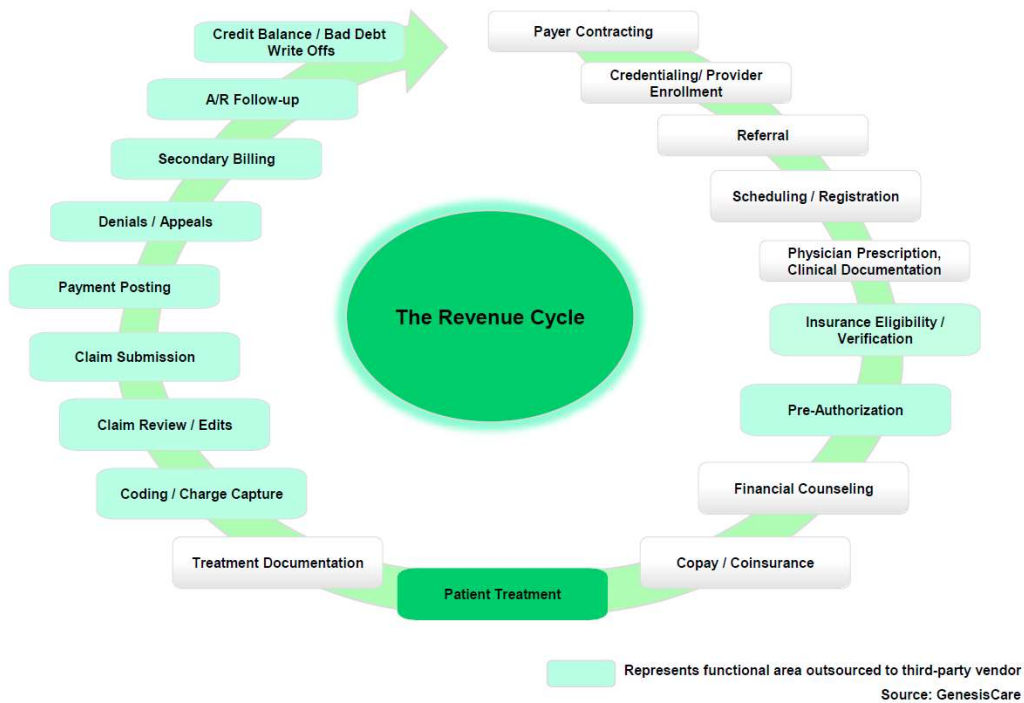 Payer Contracting
Credentialing/ Provider
Enrollment
Referral
Scheduling / Registration
Physician Prescription,
Clinical Documentation
Insurance Eligibility /
Verification
Pre-Authorization
Financial Counseling
Copay / Coinsurance
Patient Treatment
Treatment Documentation
Coding / Charge Capture
Claim Review / Edits
Claim Submission
Payment Posting
Denials / Appeals
Secondary Billing
A/R Follow-up
Credit Balance / Bad Debt
Write Offs
The Revenue Cycle
Represents functional area outsourced to third-party vendor
Source: GenesisCare